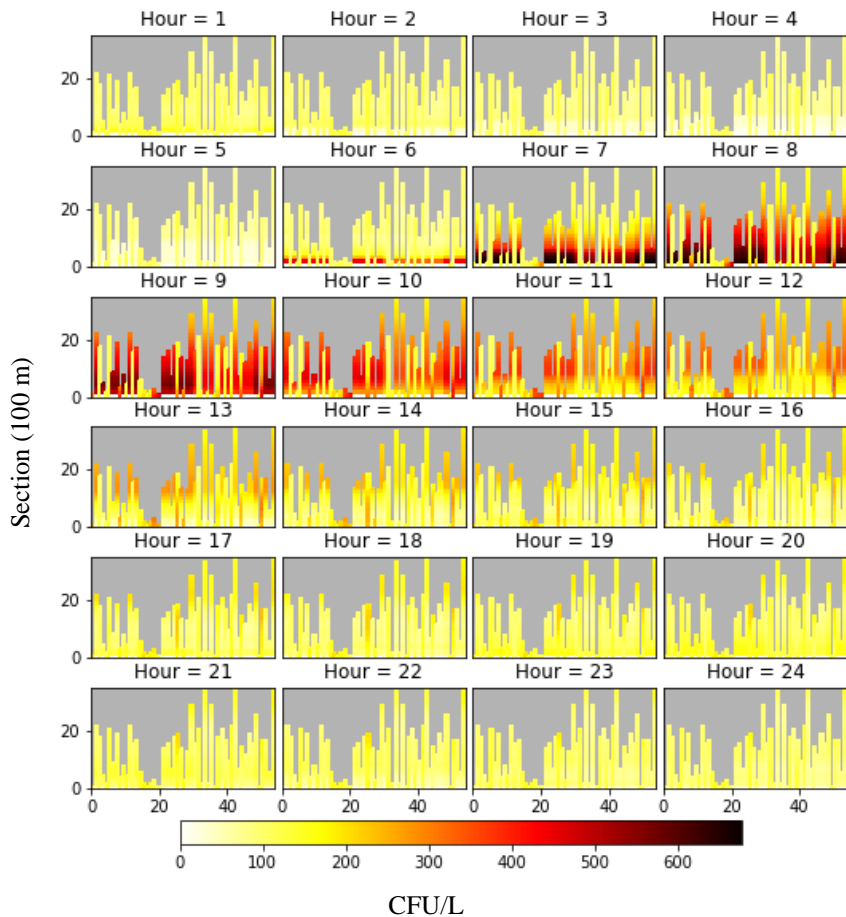 Hour = 1 Hour = 2 Hour = 3 Hour = 4
20
0
Hour = 5 Hour = 6 Hour = 7 Hour = 8
20
0
Hour = 9 Hour = 10 Hour = 11 Hour = 12
20
0
Section (100 m)
Hour = 13 Hour = 14 Hour = 15 Hour = 16
20
0
Hour = 17 Hour = 18 Hour = 19 Hour = 20
20
0
Hour = 21 Hour = 22 Hour = 23 Hour = 24
20
0
0 20 40 0 20 40 0 20 40 0 20 40
0 100 200 300 400 500 600
CFU/L